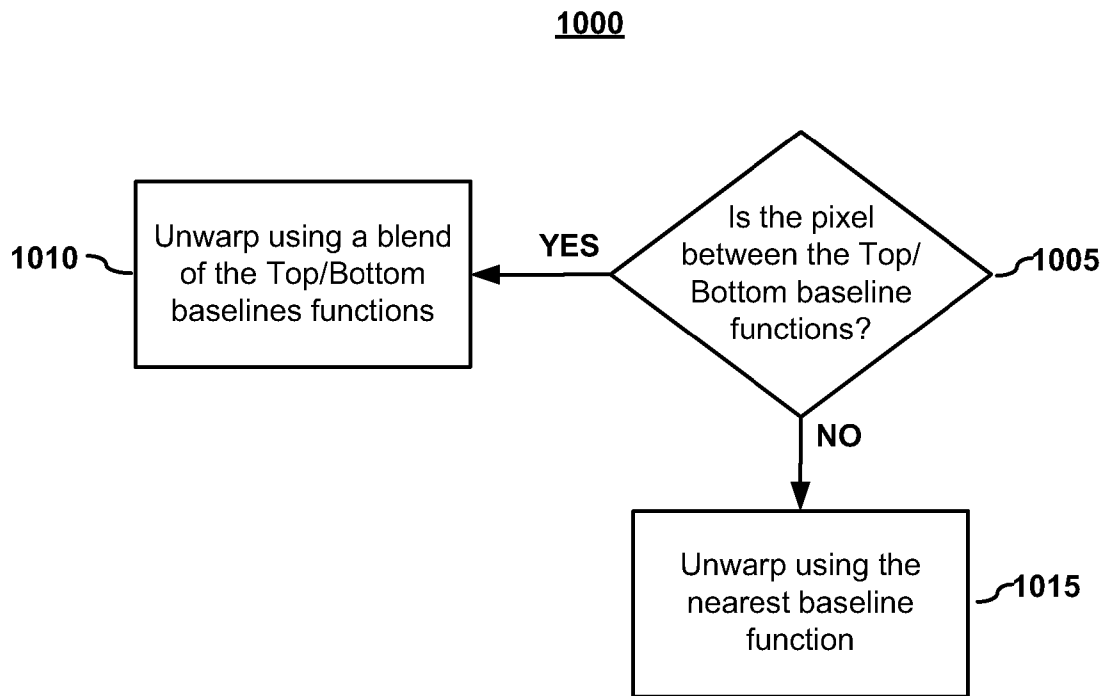 1000
Is the pixel
between the Top/
Bottom baseline
functions?
1005
YES
Unwarp using a blend
of the Top/Bottom
baselines functions
1010
NO
Unwarp using the
nearest baseline
function
1015